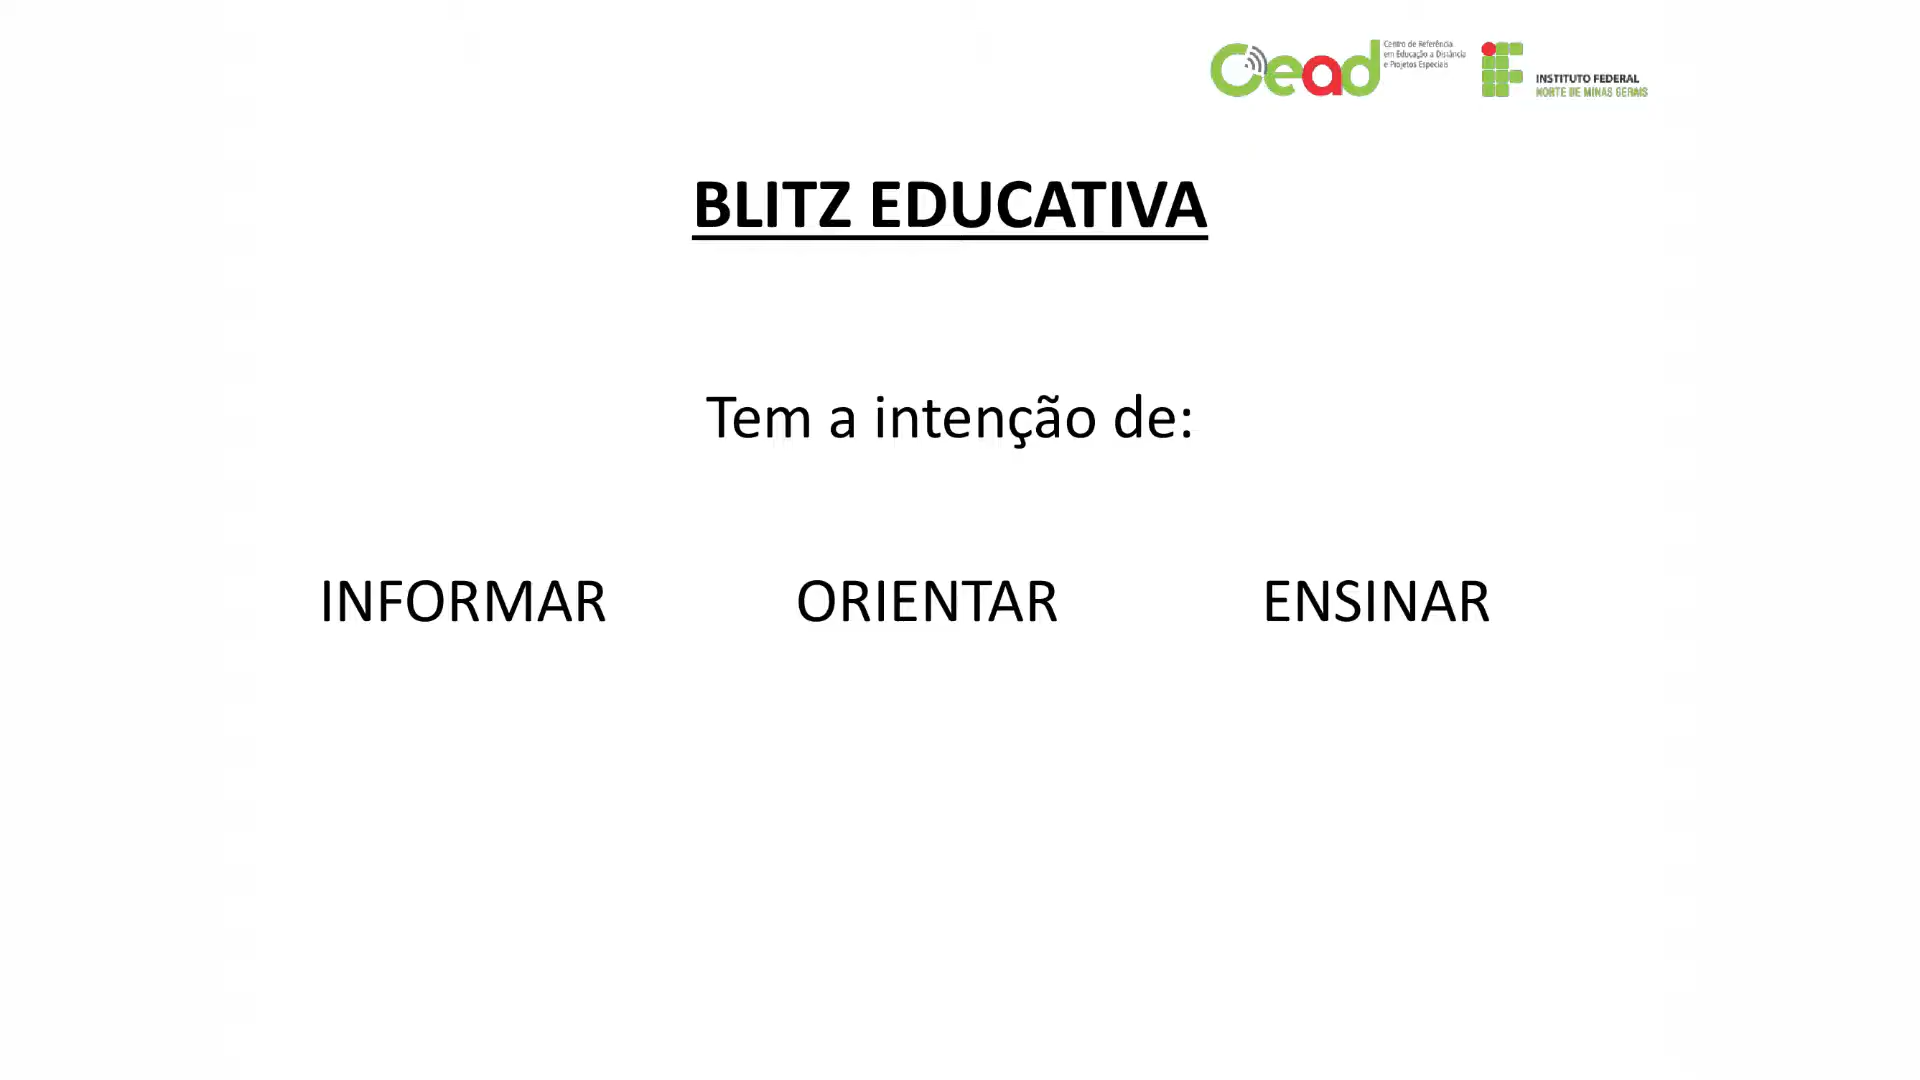 Cead
Centro de Referência
em Educação a Distância
e Projetos Especiais
INSTITUTO FEDERAL
NORTE DE MINAS GERAIS
BLITZ EDUCATIVA
Tem a intenção de:
INFORMAR ORIENTAR ENSINAR